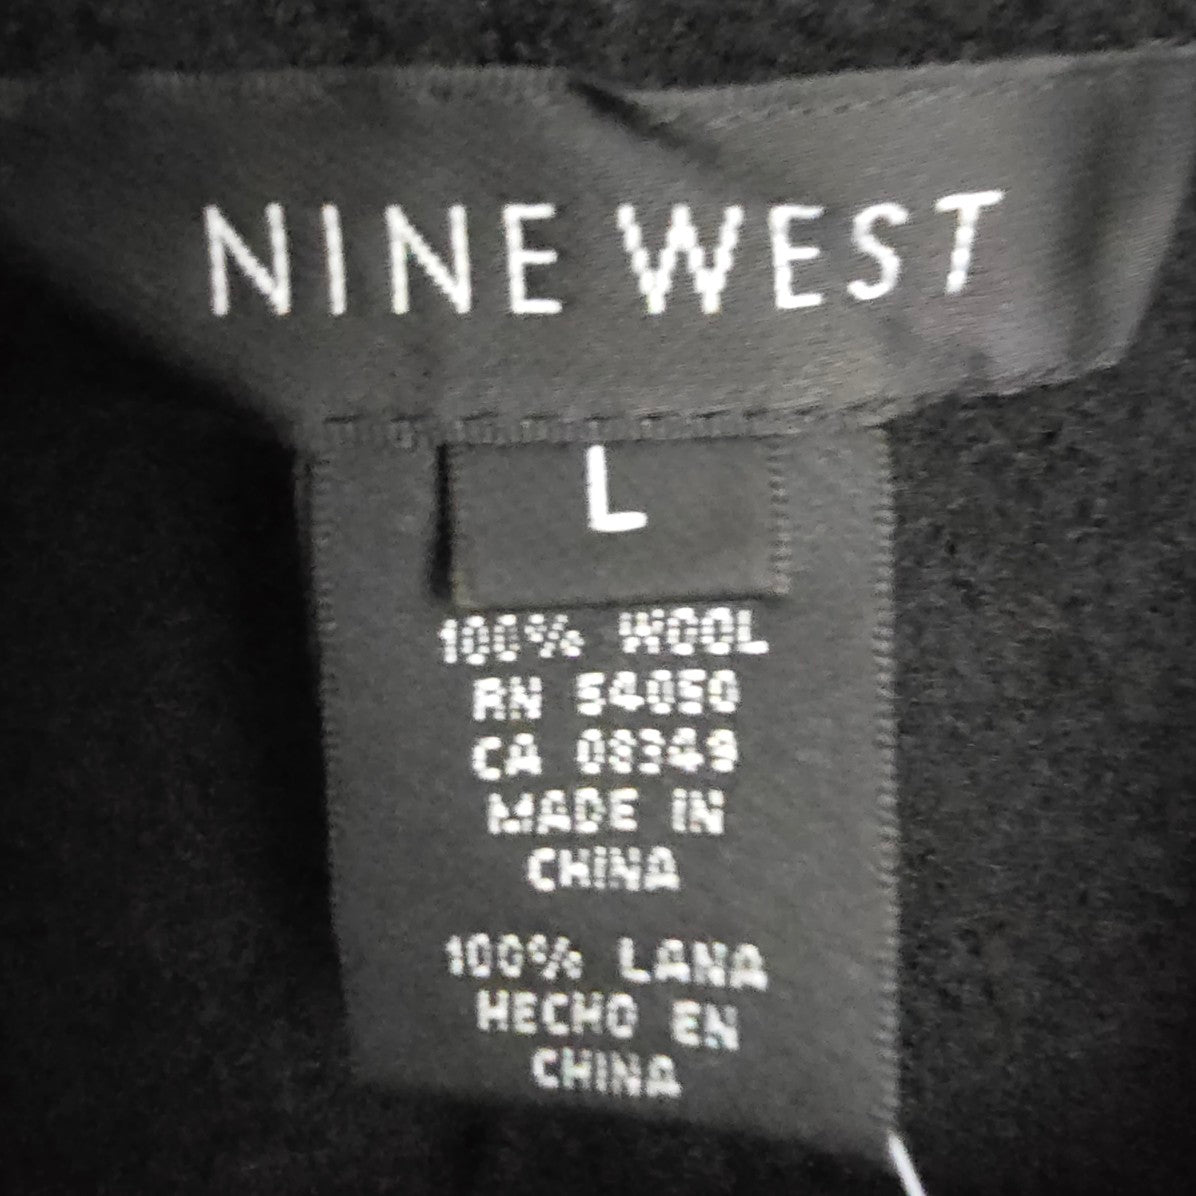 NINE WEST
L
100% WOOL
RN 54050
CA 08349
MADE IN
CHINA
100% LANA
HECHO EN
CHINA